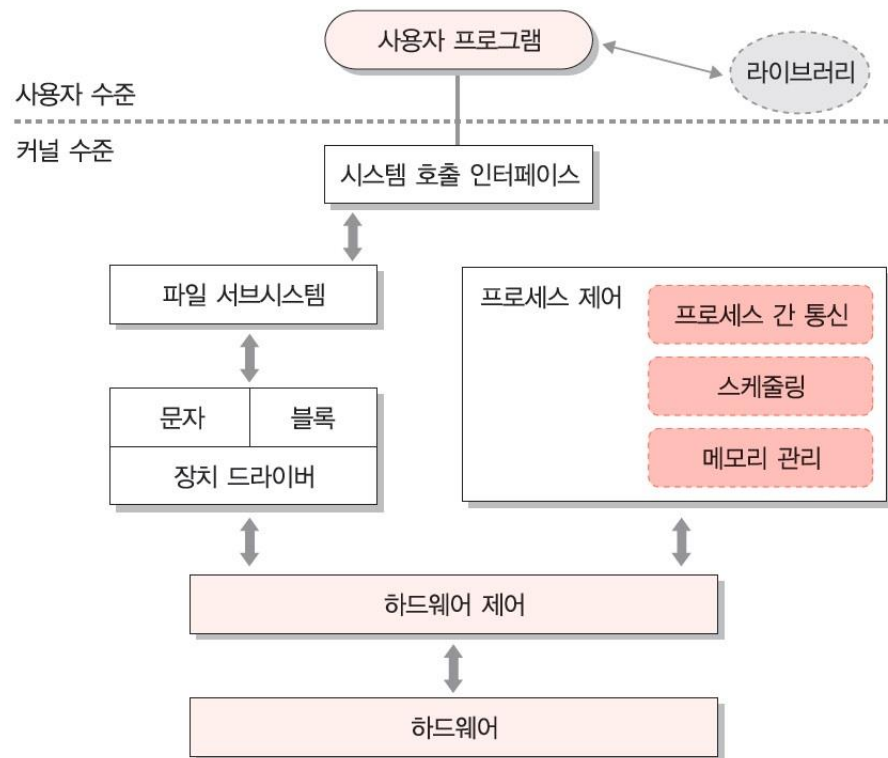 사용자 프로그램
라이브러리
사용자 수준
커널 수준
시스템 호출 인터페이스
파일 서브시스템
프로세스 제어
프로세스 간 통신
스케줄링
메모리 관리
문자
블록
장치 드라이버
하드웨어 제어
하드웨어